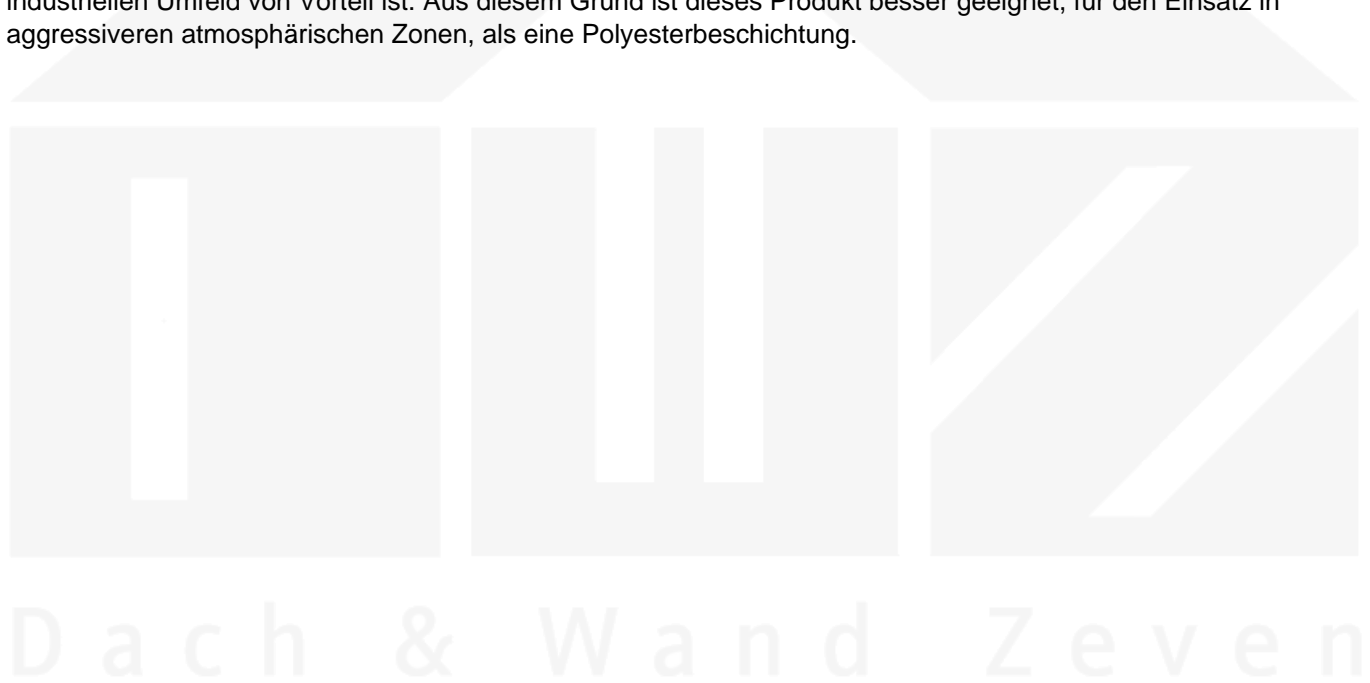 industriellen Umfeld von Vorteil ist. Aus diesem Grund ist dieses Produkt besser geeignet, für den Einsatz in
aggressiveren atmosphärischen Zonen, als eine Polyesterbeschichtung.
Dach & Wand Zeven